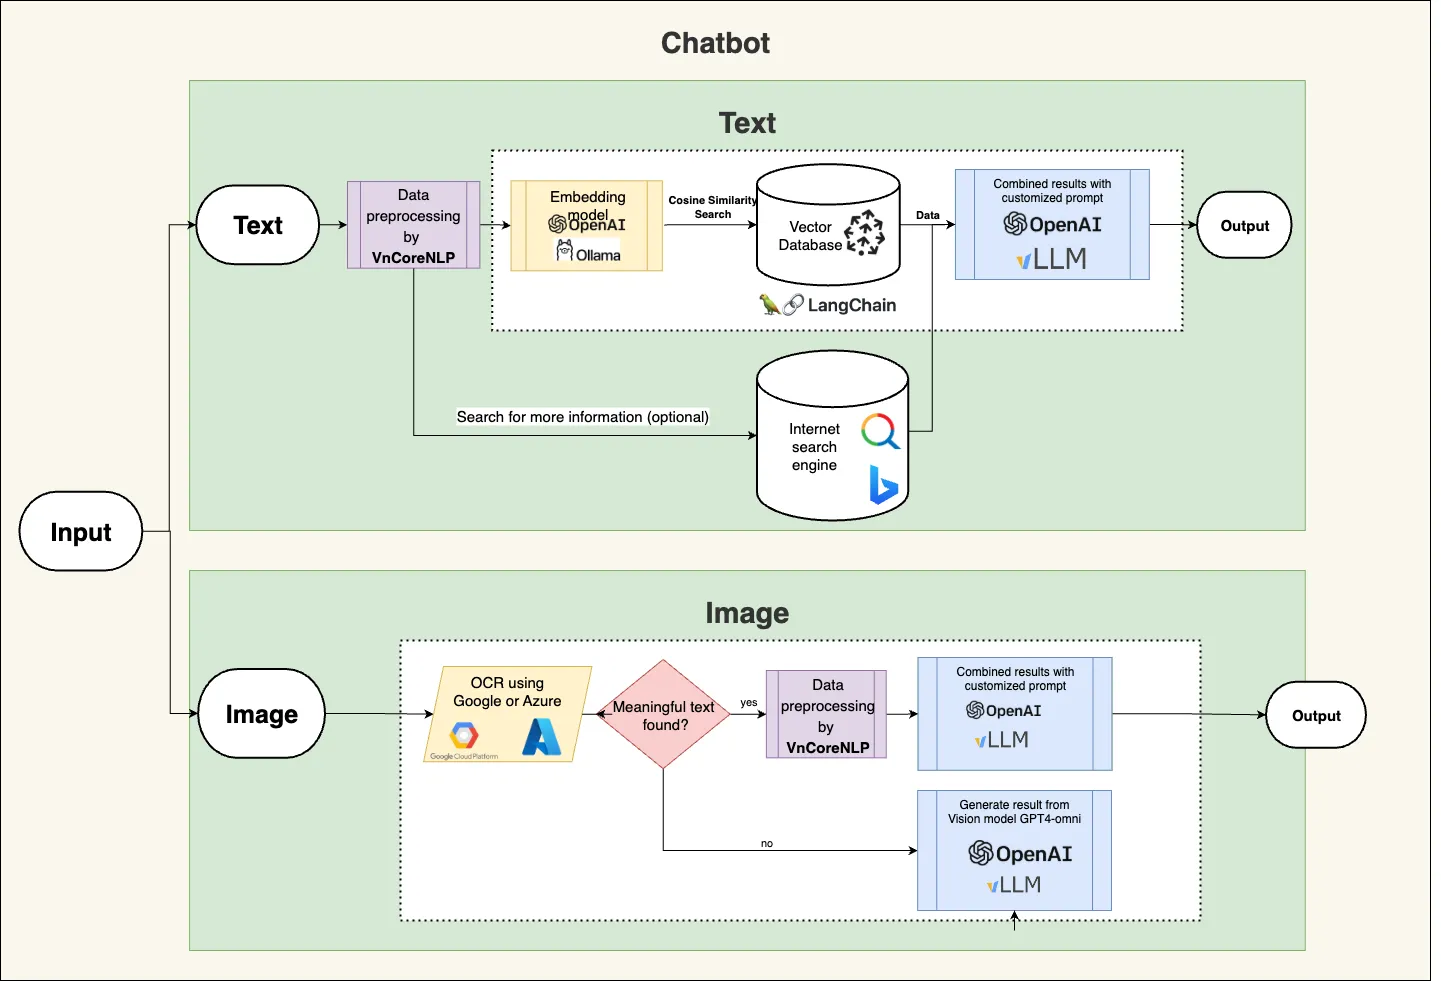 Chatbot
Text
Text
Data
preprocessing
by
VnCoreNLP
Embedding
model
OpenAI
Ollama
Cosine Similarity
Search
Vector
Database
LangChain
Data
Combined results with
customized prompt
OpenAI
vLLM
Output
Search for more information (optional)
Internet
search
engine
Input
Image
Image
OCR using
Google or Azure
Google Cloud Platform
Meaningful text
found?
yes
Data
preprocessing
by
VnCoreNLP
Combined results with
customized prompt
OpenAI
vLLM
Output
no
Generate result from
Vision model GPT4-omni
OpenAI
vLLM